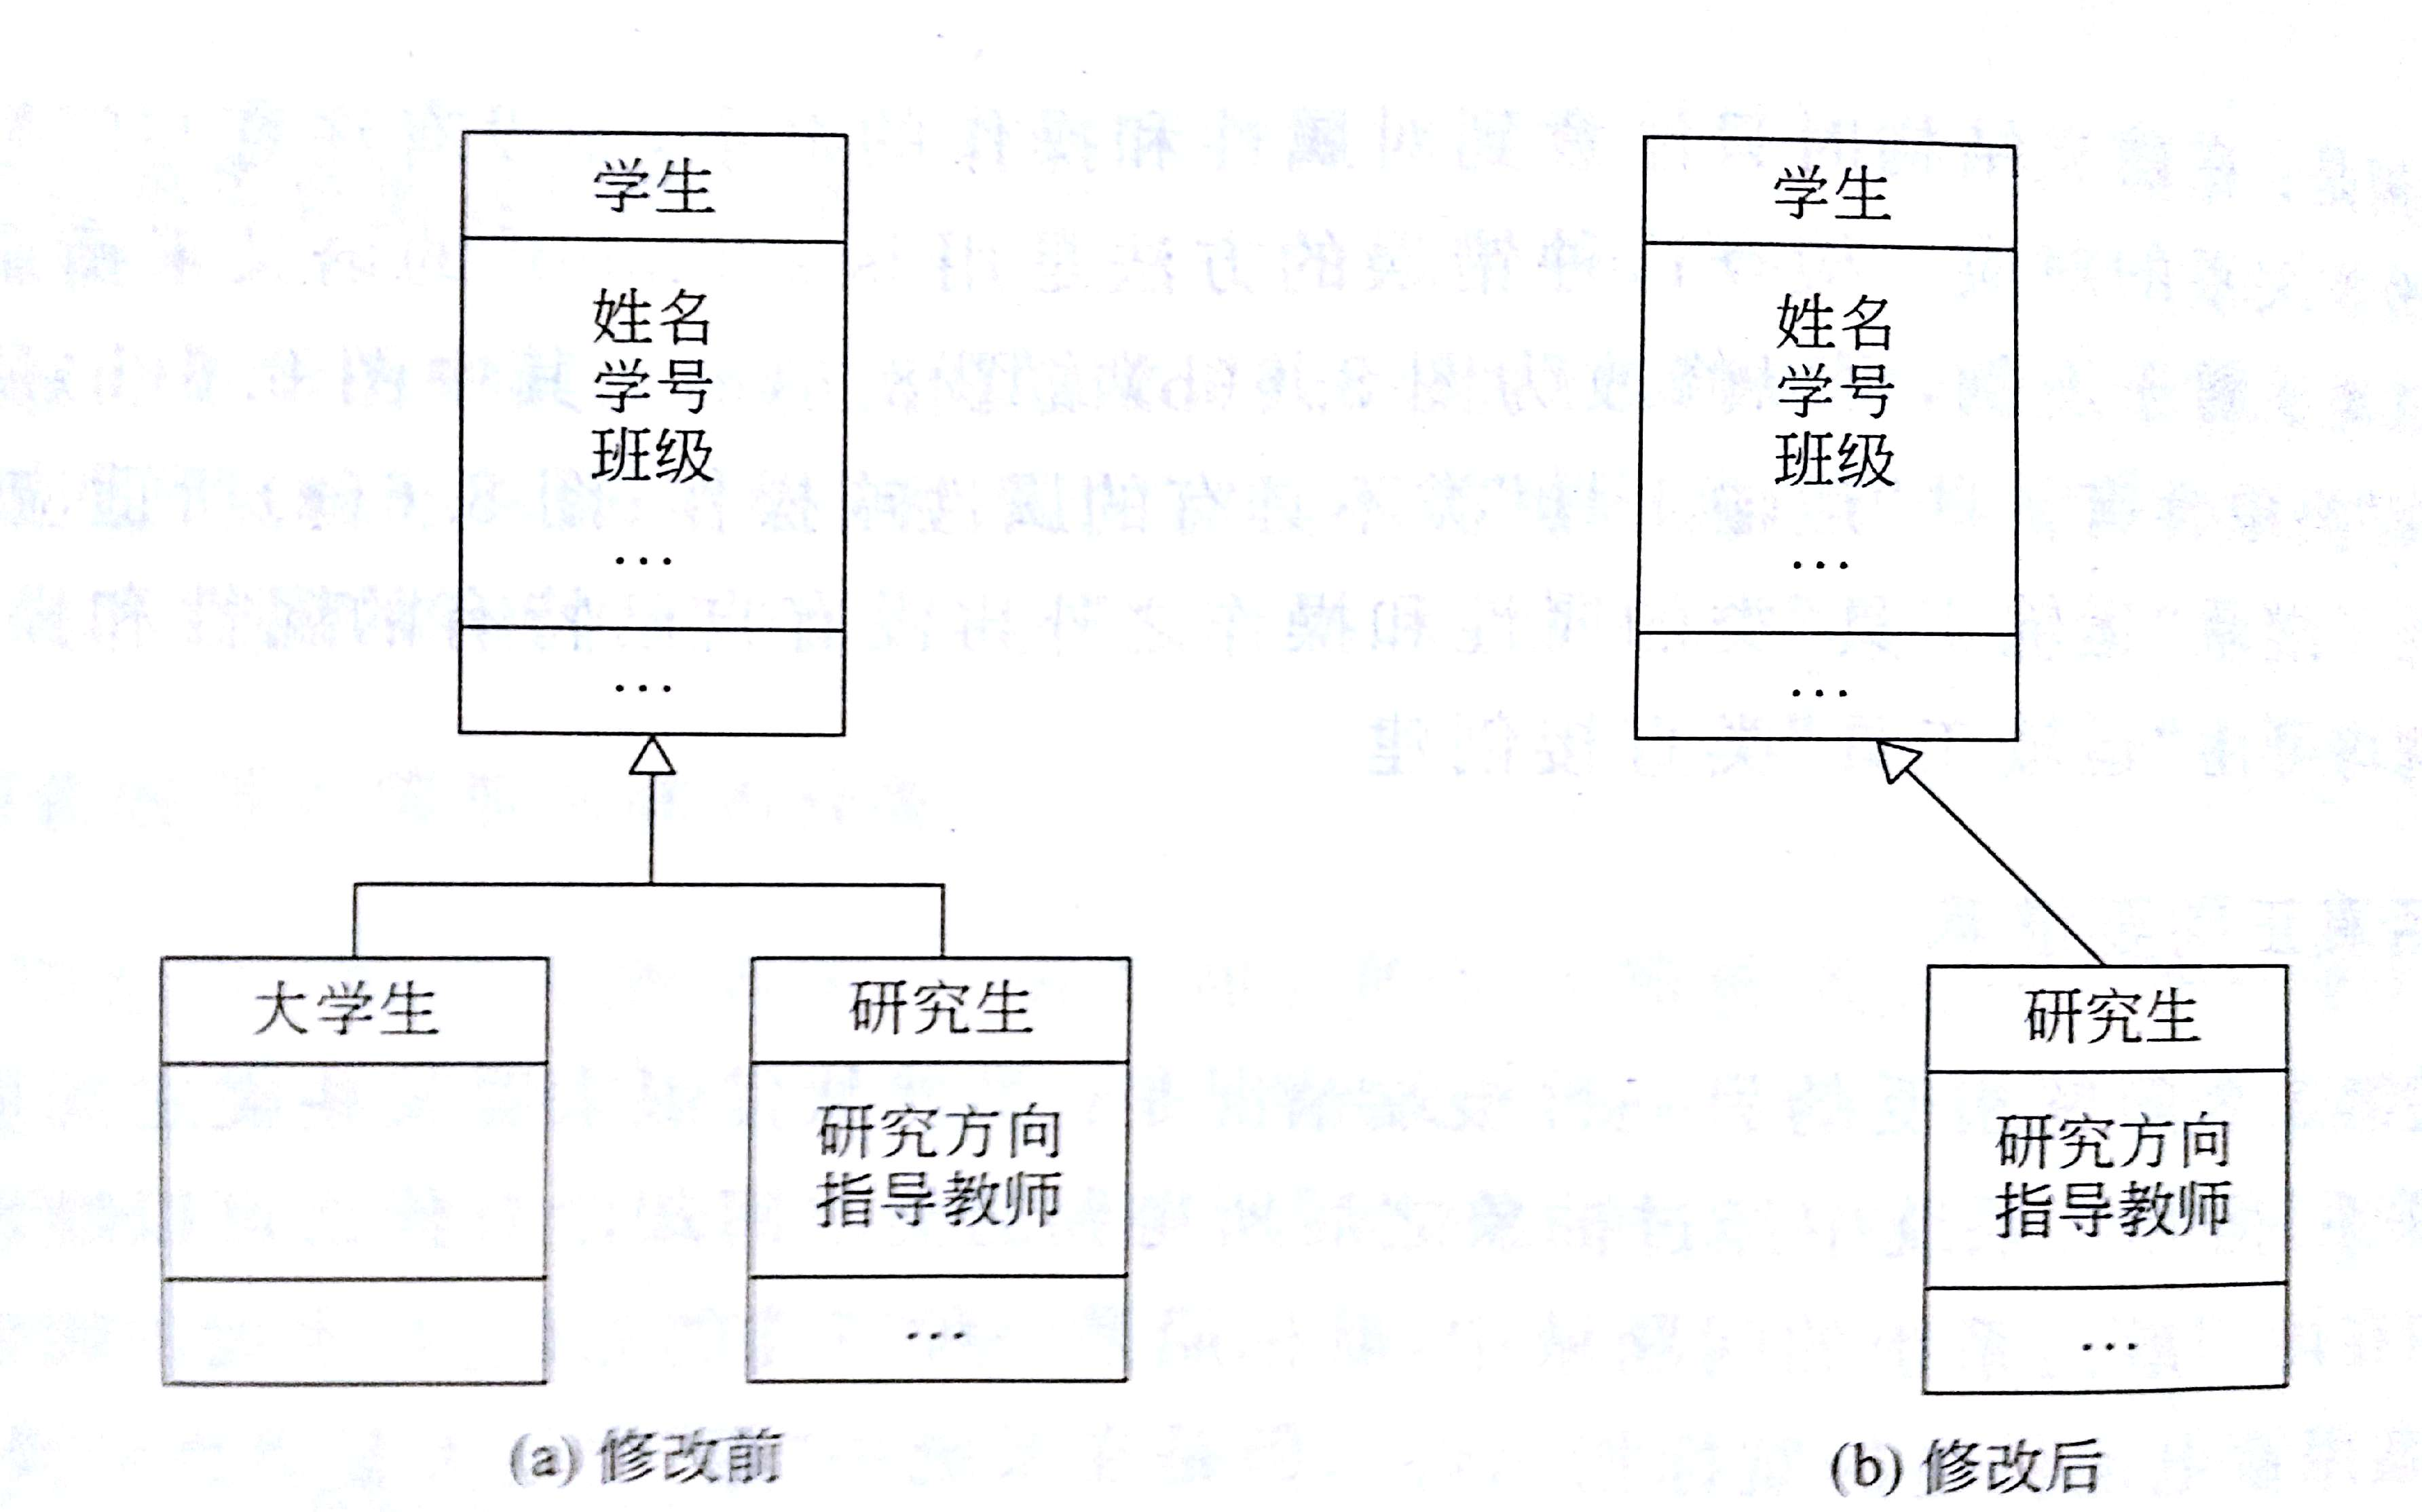 学生
姓名
学号
班级
…
…
大学生
研究生
研究方向
指导教师
…
(a) 修改前
学生
姓名
学号
班级
…
…
研究生
研究方向
指导教师
…
(b) 修改后